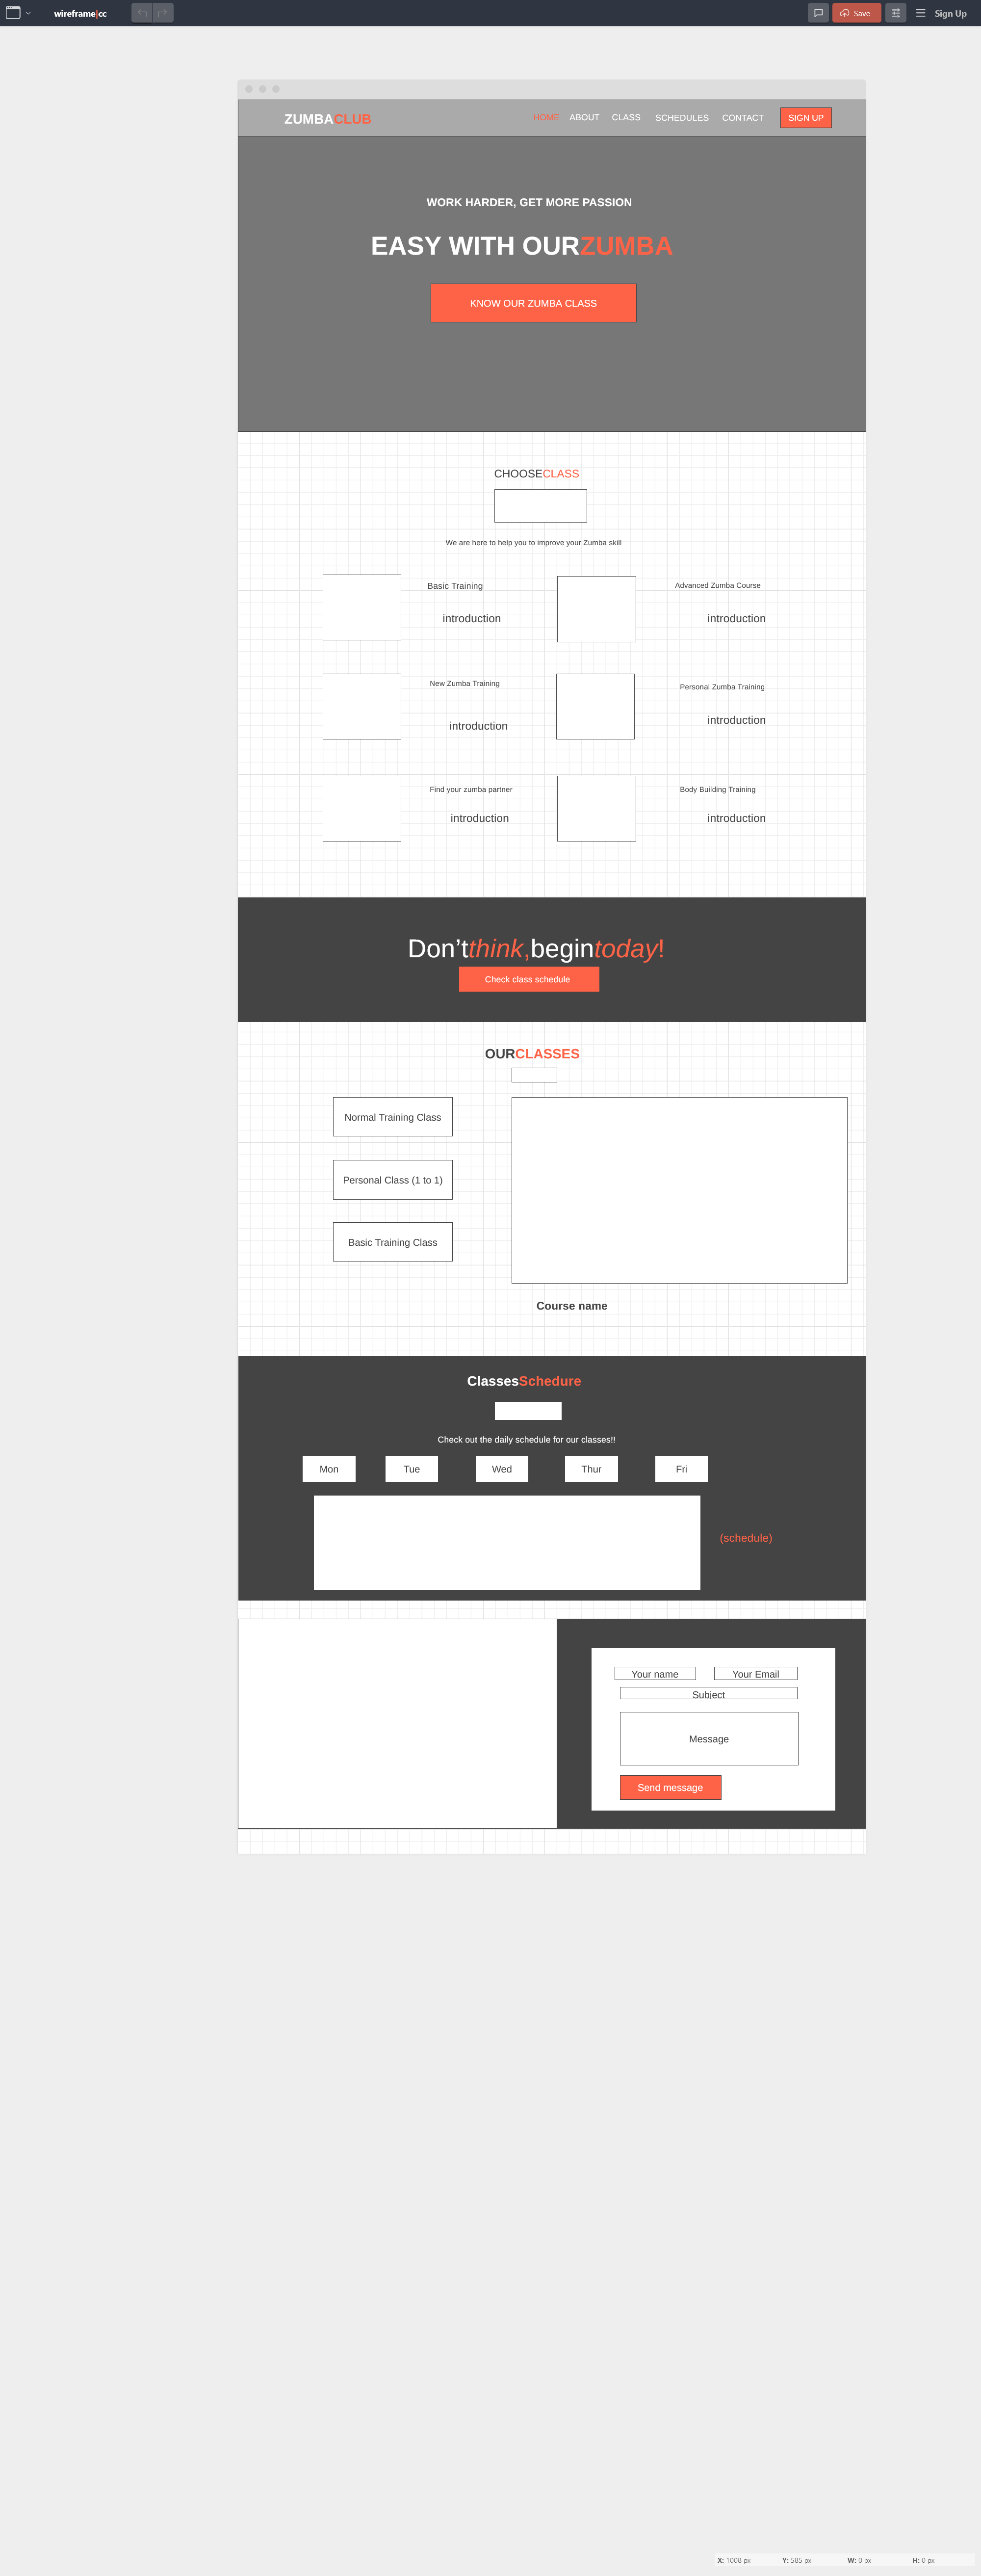 wireframe|cc
Save
Sign Up
ZUMBACLUB
HOME ABOUT CLASS SCHEDULES CONTACT SIGN UP
WORK HARDER, GET MORE PASSION
EASY WITH OURZUMBA
KNOW OUR ZUMBA CLASS
CHOOSECLASS
We are here to help you to improve your Zumba skill
Basic Training
introduction
Advanced Zumba Course
introduction
New Zumba Training
introduction
Personal Zumba Training
introduction
Find your zumba partner
introduction
Body Building Training
introduction
Don’tthink,begintoday!
Check class schedule
OURCLASSES
Normal Training Class
Personal Class (1 to 1)
Basic Training Class
Course name
ClassesSchedure
Check out the daily schedule for our classes!!
Mon Tue Wed Thur Fri
(schedule)
Your name Your Email
Subject
Message
Send message
X: 1008 px Y: 585 px W: 0 px H: 0 px